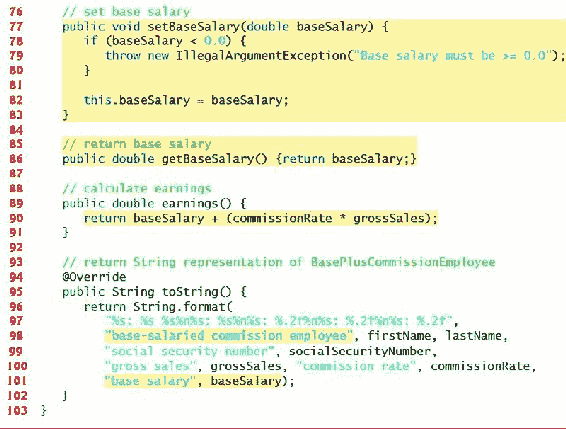 76 // set base salary
77 public void setBaseSalary(double baseSalary) {
78 if (baseSalary < 0.0) {
79 throw new IllegalArgumentException("Base salary must be >= 0.0");
80 }
81
82 this.baseSalary = baseSalary;
83 }
84
85 // return base salary
86 public double getBaseSalary() {return baseSalary;}
87
88 // calculate earnings
89 public double earnings() {
90 return baseSalary + (commissionRate * grossSales);
91 }
92
93 // return String representation of BasePlusCommissionEmployee
94 @Override
95 public String toString() {
96 return String.format(
97 "%s: %s %s%n%s: %s%n%s: %.2f%n%s: %.2f%n%s: %.2f",
98 "base-salaried commission employee", firstName, lastName,
99 "social security number", socialSecurityNumber,
100 "gross sales", grossSales, "commission rate", commissionRate,
101 "base salary", baseSalary);
102 }
103 }